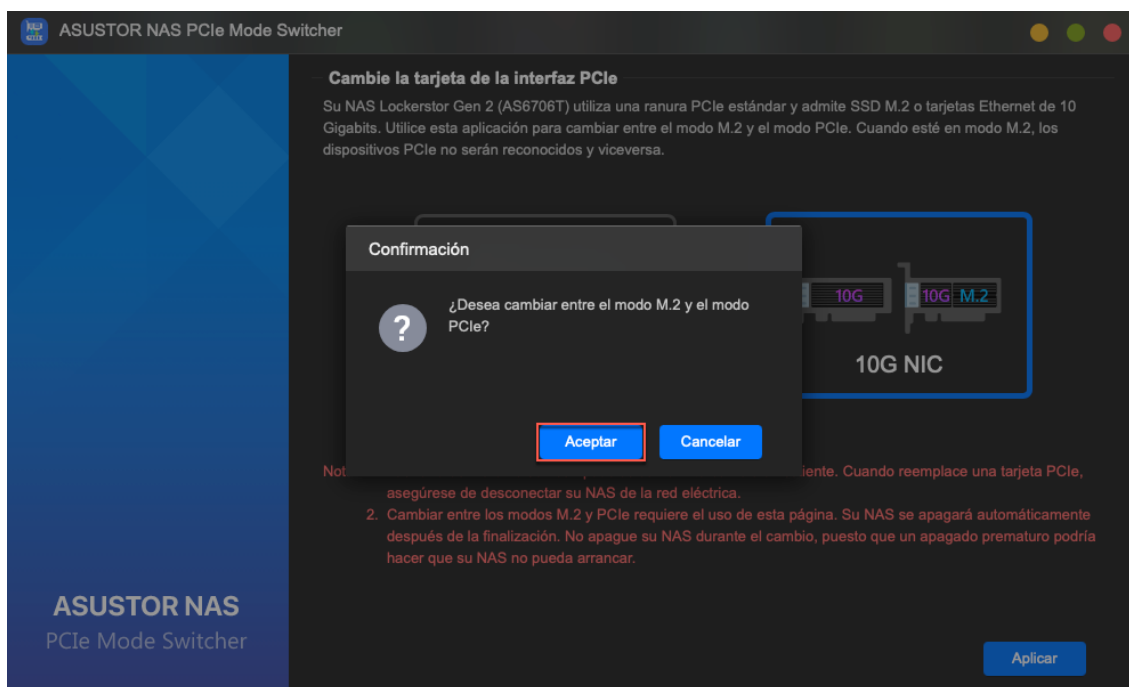 ASUSTOR NAS PCIe Mode Switcher
Cambie la tarjeta de la interfaz PCIe
Su NAS Lockerstor Gen 2 (AS6706T) utiliza una ranura PCIe estándar y admite SSD M.2 o tarjetas Ethernet de 10
Gigabits. Utilice esta aplicación para cambiar entre el modo M.2 y el modo PCIe. Cuando esté en modo M.2, los
dispositivos PCIe no serán reconocidos y viceversa.
Confirmación
¿Desea cambiar entre el modo M.2 y el modo
PCIe?
Aceptar
Cancelar
10G
10G M.2
10G NIC
Cuando reemplace una tarjeta PCIe,
asegúrese de desconectar su NAS de la red eléctrica.
2. Cambiar entre los modos M.2 y PCIe requiere el uso de esta página. Su NAS se apagará automáticamente
después de la finalización. No apague su NAS durante el cambio, puesto que un apagado prematuro podría
hacer que su NAS no pueda arrancar.
ASUSTOR NAS
PCIe Mode Switcher
Aplicar